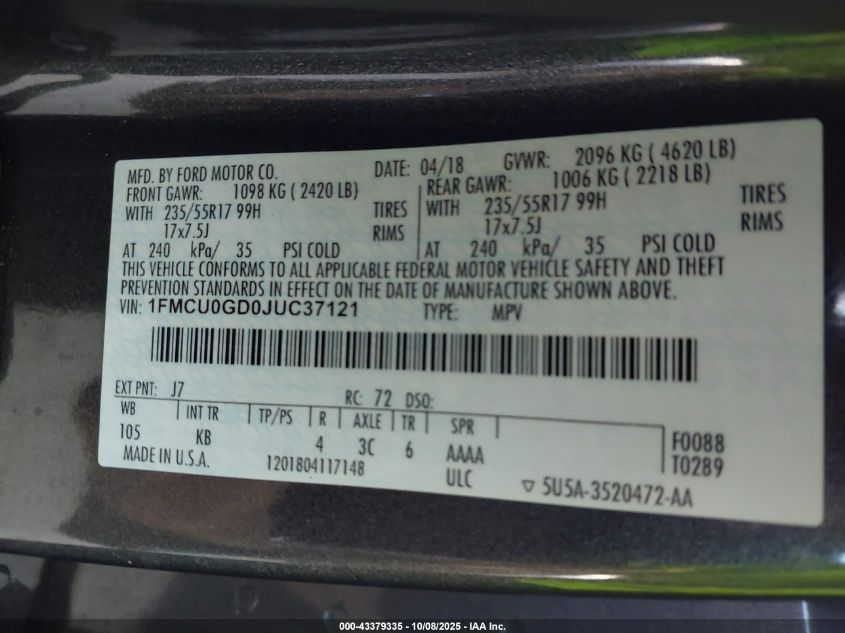 MFD. BY FORD MOTOR CO. DATE: 04/18 GVWR: 2096 KG ( 4620 LB)
FRONT GAWR: 1098 KG ( 2420 LB) REAR GAWR: 1006 KG ( 2218 LB)
WITH 235/55R17 99H TIRES WITH 235/55R17 99H TIRES
17x7.5J RIMS 17x7.5J RIMS
AT 240 kPa/ 35 PSI COLD AT 240 kPa/ 35 PSI COLD
THIS VEHICLE CONFORMS TO ALL APPLICABLE FEDERAL MOTOR VEHICLE SAFETY AND THEFT
PREVENTION STANDARDS IN EFFECT ON THE DATE OF MANUFACTURE SHOWN ABOVE.
VIN: 1FMCU0GD0JUC37121 TYPE: MPV
EXT PNT: J7 RC: 72 DSO:
WB INT TR TP/PS R AXLE TR SPR
105 KB 4 3C 6 AAAA F0088
MADE IN U.S.A. 1201804117148 ULC T0289
5U5A-3520472-AA
000-43379335 - 10/08/2025 - IAA Inc.